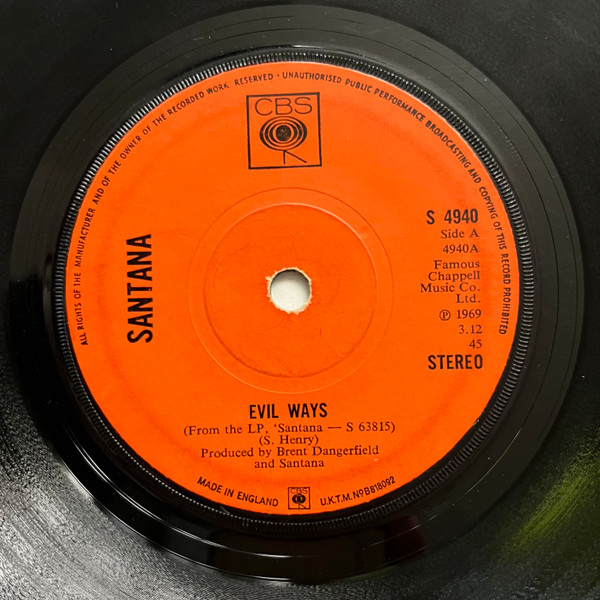 ALL RIGHTS OF THE MANUFACTURER AND OF THE OWNER OF THE RECORDED WORK RESERVED · UNAUTHORISED PUBLIC PERFORMANCE BROADCASTING AND COPYING OF THIS RECORD PROHIBITED
CBS
SANTANA
S 4940
Side A
4940A
Famous
Chappell
Music Co.
Ltd.
℗ 1969
3.12
45
STEREO
EVIL WAYS
(From the LP, 'Santana — S 63815)
(S. Henry)
Produced by Brent Dangerfield
and Santana
MADE IN ENGLAND CBS U.K.T.M.NºB818092